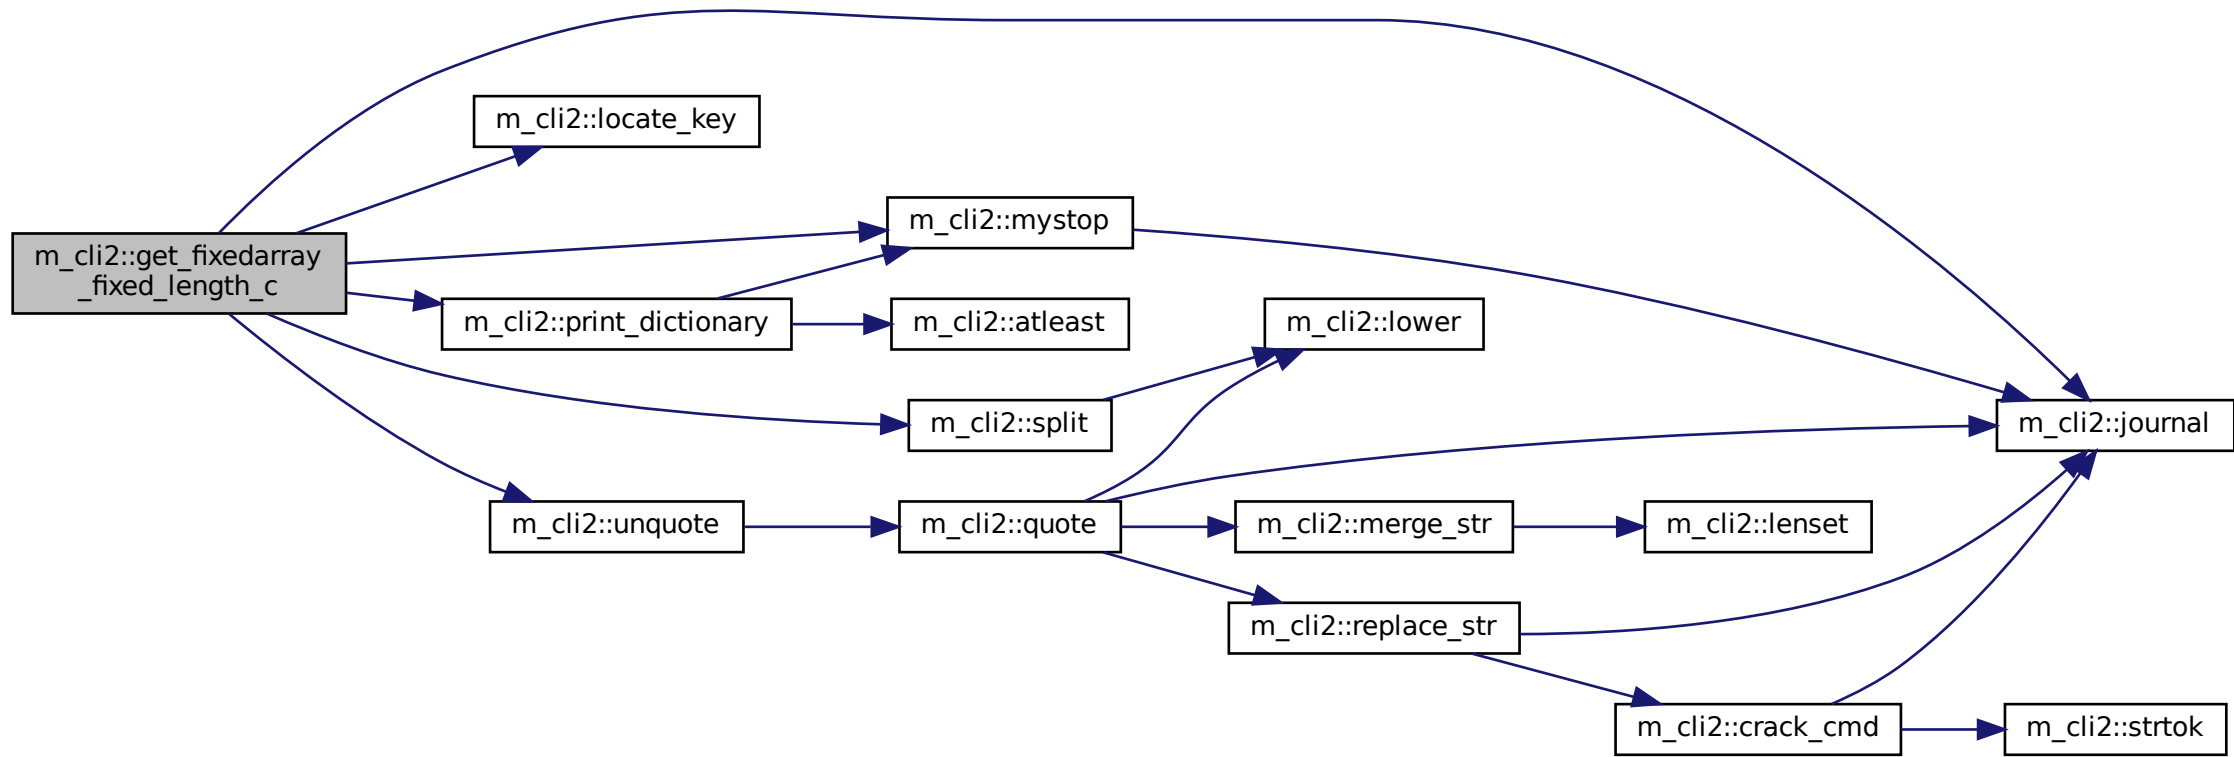 m_cli2::locate_key
m_cli2::mystop
m_cli2::get_fixedarray
_fixed_length_c
m_cli2::print_dictionary
m_cli2::atleast
m_cli2::lower
m_cli2::split
m_cli2::journal
m_cli2::unquote
m_cli2::quote
m_cli2::merge_str
m_cli2::lenset
m_cli2::replace_str
m_cli2::crack_cmd
m_cli2::strtok